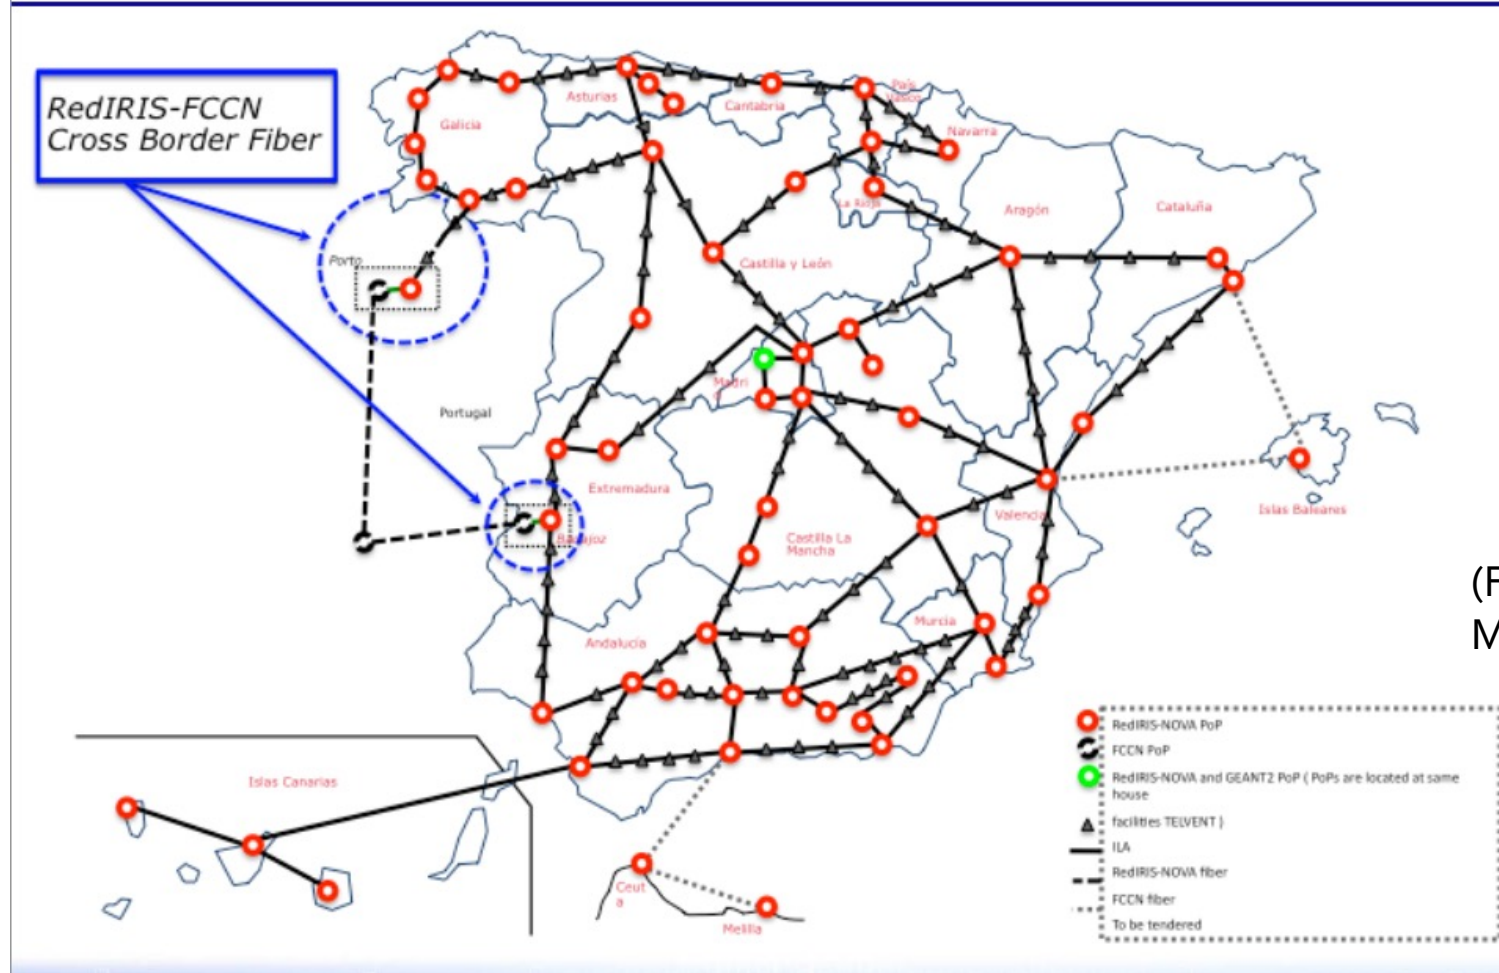 RedIRIS-FCCN
Cross Border Fiber
País
Vasco
Asturias
Cantabria
Galicia
Navarra
La Rioja
Aragón
Cataluña
Porto
Castilla y León
Madri
d
Portugal
Extremadura
Valencia
Islas Baleares
Badajoz
Castilla La
Mancha
(F
M
Murcia
Andalucía
RedIRIS-NOVA PoP
FCCN PoP
RedIRIS-NOVA and GEANT2 PoP ( PoPs are located at same
house
facilities TELVENT )
ILA
RedIRIS-NOVA fiber
FCCN fiber
To be tendered
Islas Canarias
Ceut
a
Melilla